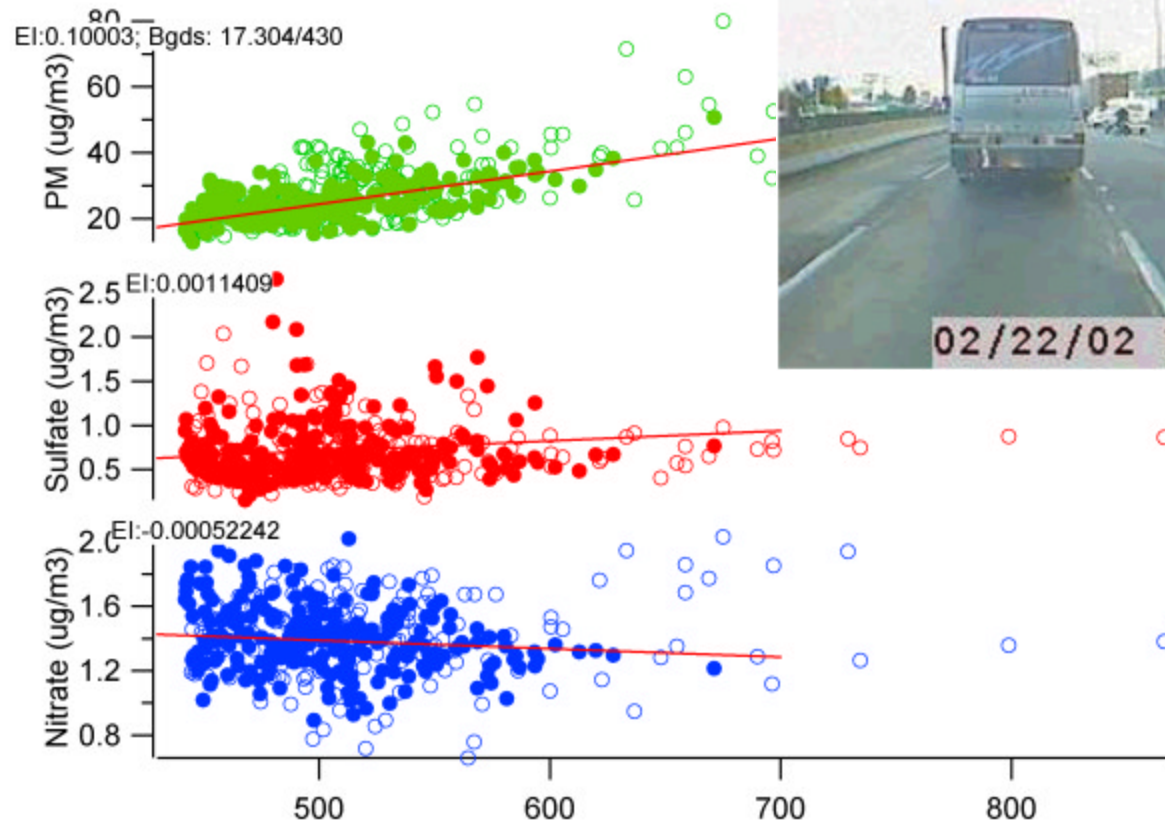 80
EI:0.10003; Bgds: 17.304/430
60
40
20
PM (ug/m3)
EI:0.0011409
2.5
2.0
1.5
1.0
0.5
Sulfate (ug/m3)
EI:-0.00052242
2.0
1.6
1.2
0.8
Nitrate (ug/m3)
500 600 700 800
02/22/02